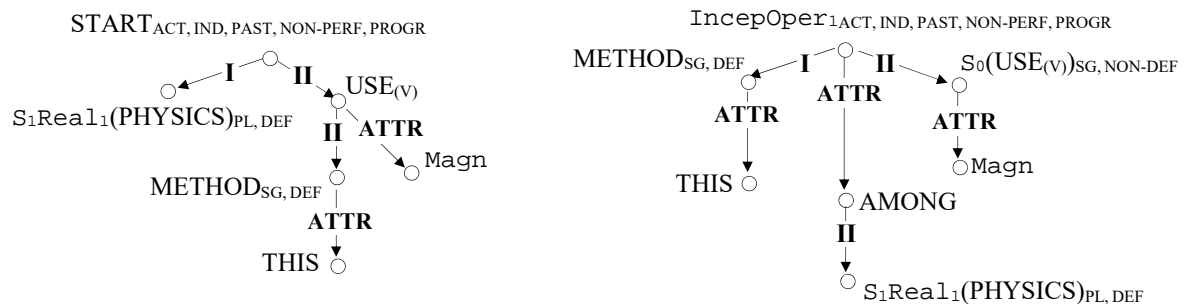 START ACT, IND, PAST, NON-PERF, PROGR
I II
USE(V)
S₁Real₁(PHYSICS)PL, DEF
II ATTR
Magn
METHOD SG, DEF
ATTR
THIS
IncepOper₁ ACT, IND, PAST, NON-PERF, PROGR
METHOD SG, DEF
I II
S₀(USE(V))SG, NON-DEF
ATTR ATTR ATTR
Magn
THIS
AMONG
II
S₁Real₁(PHYSICS)PL, DEF